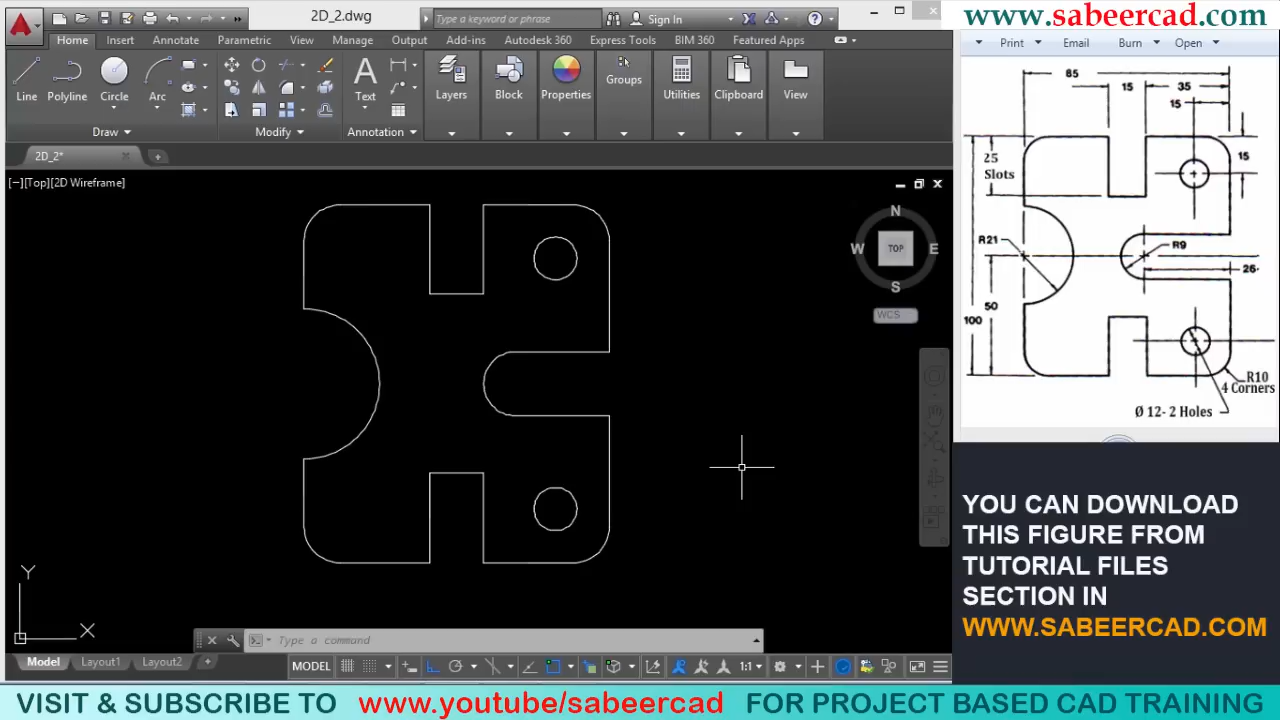 2D_2.dwg
Type a keyword or phrase
Sign In
www.sabeercad.com
Home Insert Annotate Parametric View Manage Output Add-ins Autodesk 360 Express Tools BIM 360 Featured Apps
Print Email Burn Open
Line Polyline Circle Arc
Text
Layers Block Properties Groups Utilities Clipboard View
Draw Modify Annotation
2D_2*
[−][Top][2D Wireframe]
N
W TOP E
S
WCS
85
15 35
15
25
Slots
15
R21
R9
26
50
100
R10
4 Corners
Ø 12- 2 Holes
YOU CAN DOWNLOAD
THIS FIGURE FROM
TUTORIAL FILES
SECTION IN
WWW.SABEERCAD.COM
Y
X
Type a command
Model Layout1 Layout2 +
MODEL 1:1
VISIT & SUBSCRIBE TO www.youtube/sabeercad FOR PROJECT BASED CAD TRAINING